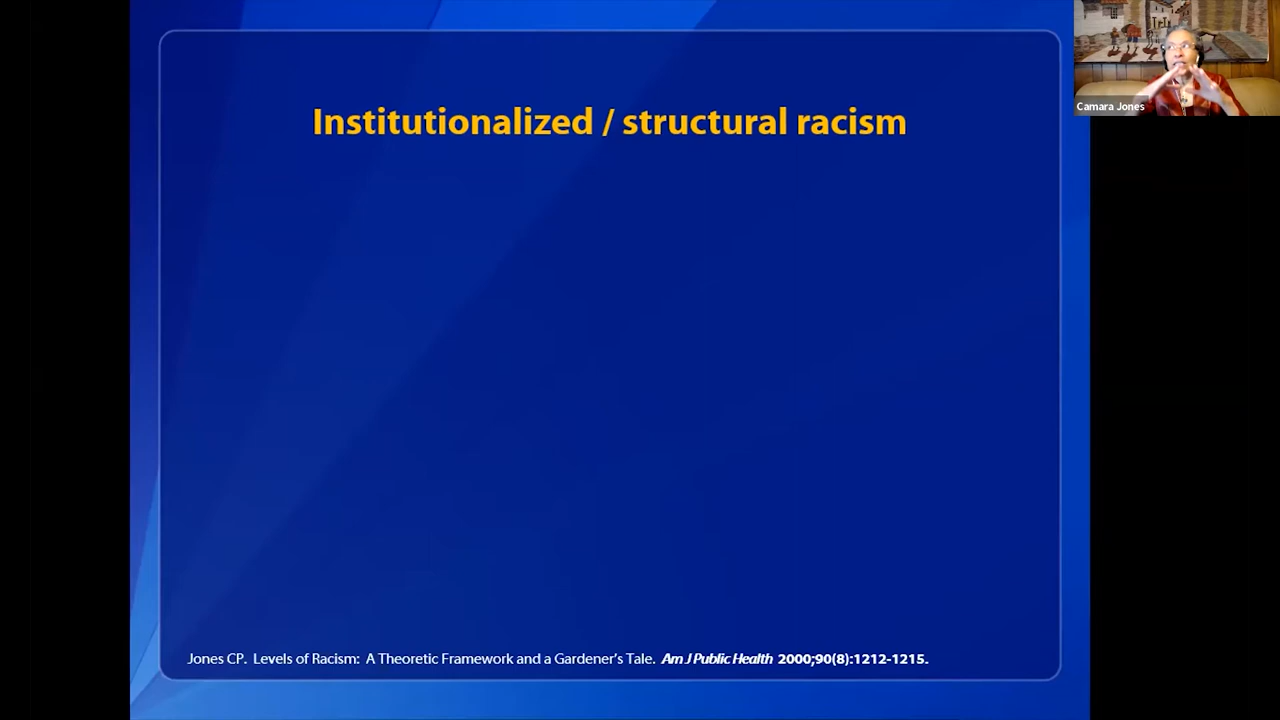 Institutionalized / structural racism
Camara Jones
Jones CP. Levels of Racism: A Theoretic Framework and a Gardener's Tale. Am J Public Health 2000;90(8):1212-1215.